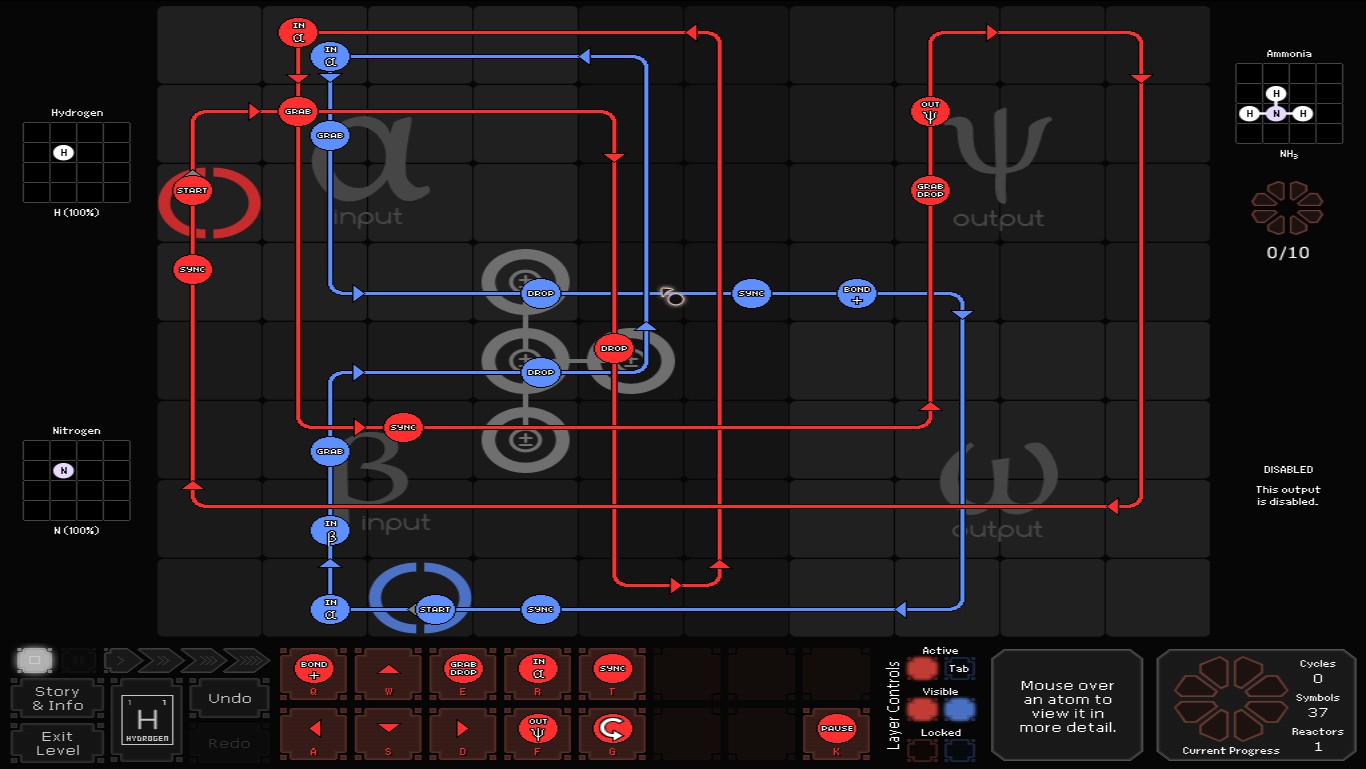 Hydrogen
H
H (100%)
Nitrogen
N
N (100%)
IN
α
IN
α
GRAB
GRAB
START
SYNC
α
input
DROP
DROP
DROP
SYNC
BOND
+
SYNC
GRAB
β
input
IN
β
IN
α
START
SYNC
OUT
ψ
GRAB
DROP
ψ
output
ω
output
Ammonia
H
H N H
NH₃
0/10
DISABLED
This output
is disabled.
Story
& Info
Exit
Level
1 1
H
HYDROGEN
Undo
Redo
BOND
+
Q
W
GRAB
DROP
E
IN
α
R
SYNC
T
A
S
D
OUT
ψ
F
G
PAUSE
K
Layer Controls
Active
Tab
Visible
Locked
Mouse over
an atom to
view it in
more detail.
Cycles
0
Symbols
37
Reactors
1
Current Progress